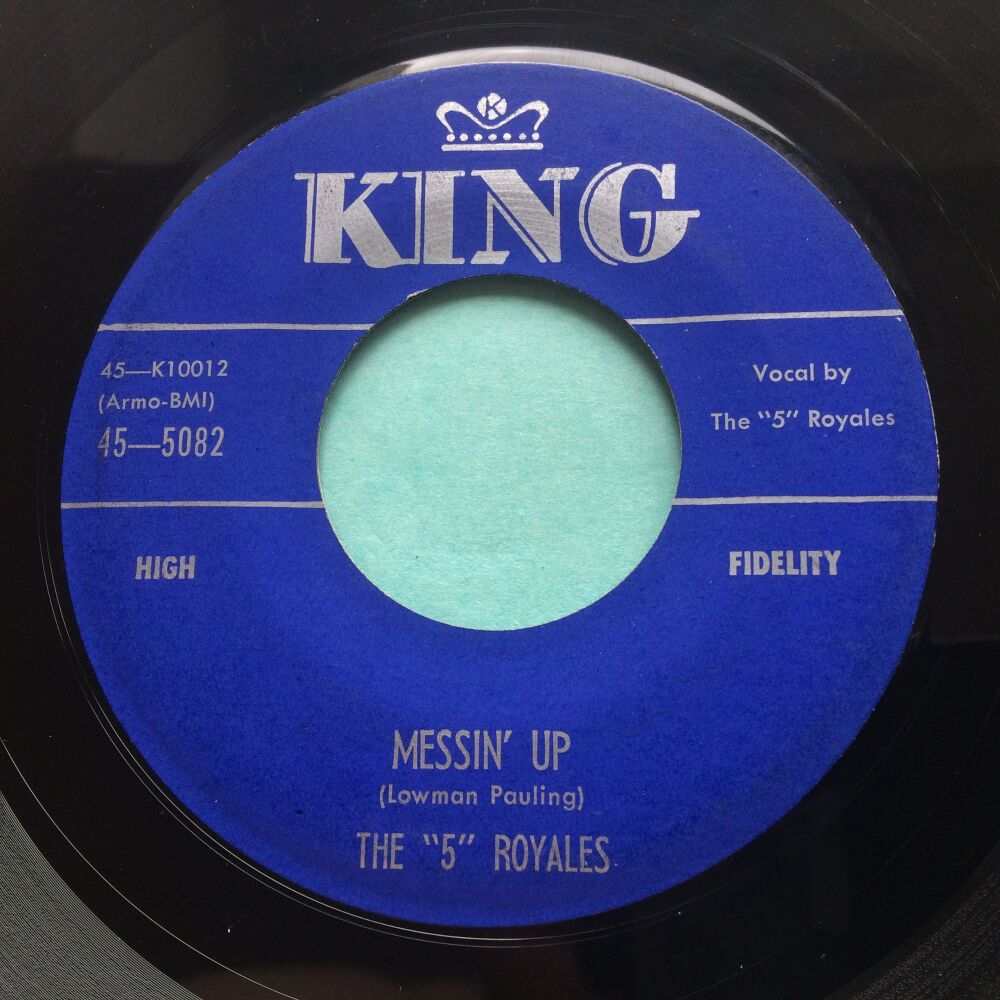 K
KING
45—K10012
(Armo-BMI)
45—5082
Vocal by
The "5" Royales
HIGH FIDELITY
MESSIN' UP
(Lowman Pauling)
THE "5" ROYALES